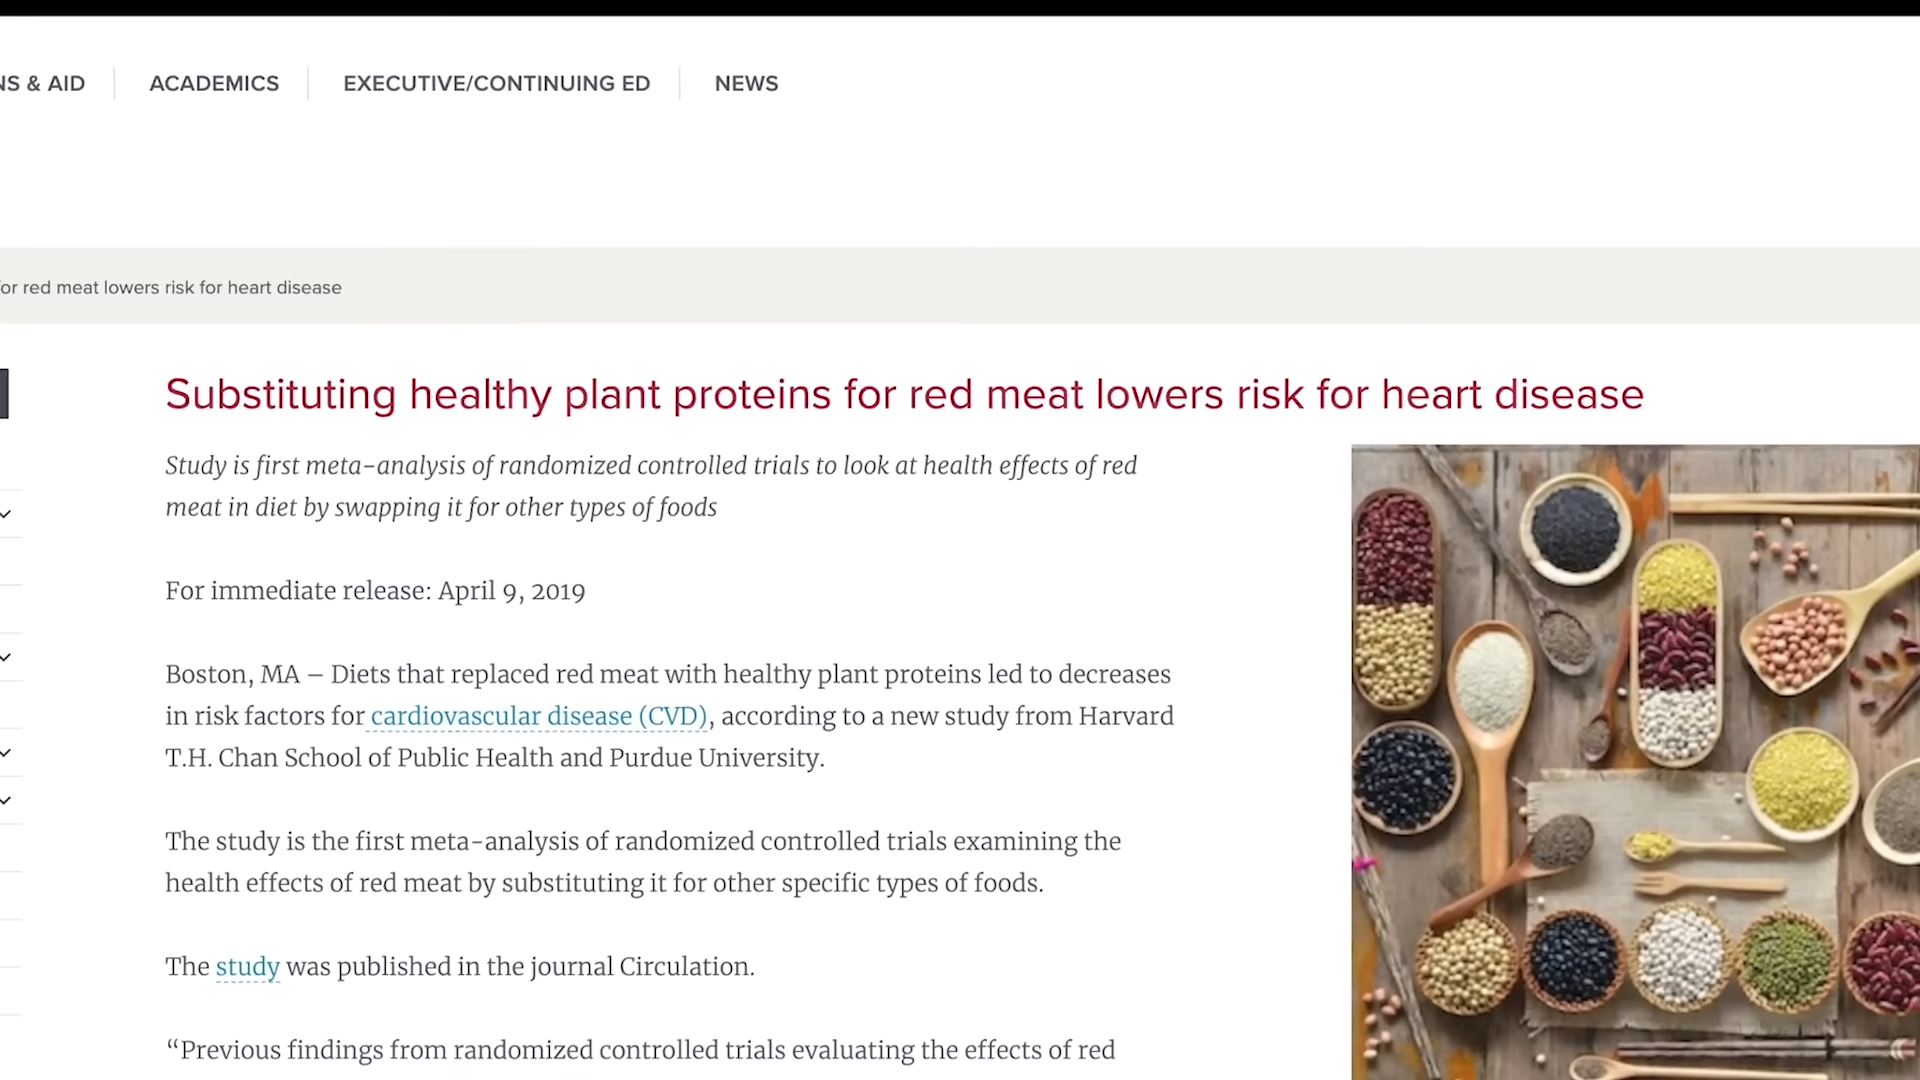 & AID
ACADEMICS
EXECUTIVE/CONTINUING ED
NEWS
or red meat lowers risk for heart disease
Substituting healthy plant proteins for red meat lowers risk for heart disease
Study is first meta-analysis of randomized controlled trials to look at health effects of red
meat in diet by swapping it for other types of foods
For immediate release: April 9, 2019
Boston, MA – Diets that replaced red meat with healthy plant proteins led to decreases
in risk factors for cardiovascular disease (CVD), according to a new study from Harvard
T.H. Chan School of Public Health and Purdue University.
The study is the first meta-analysis of randomized controlled trials examining the
health effects of red meat by substituting it for other specific types of foods.
The study was published in the journal Circulation.
“Previous findings from randomized controlled trials evaluating the effects of red